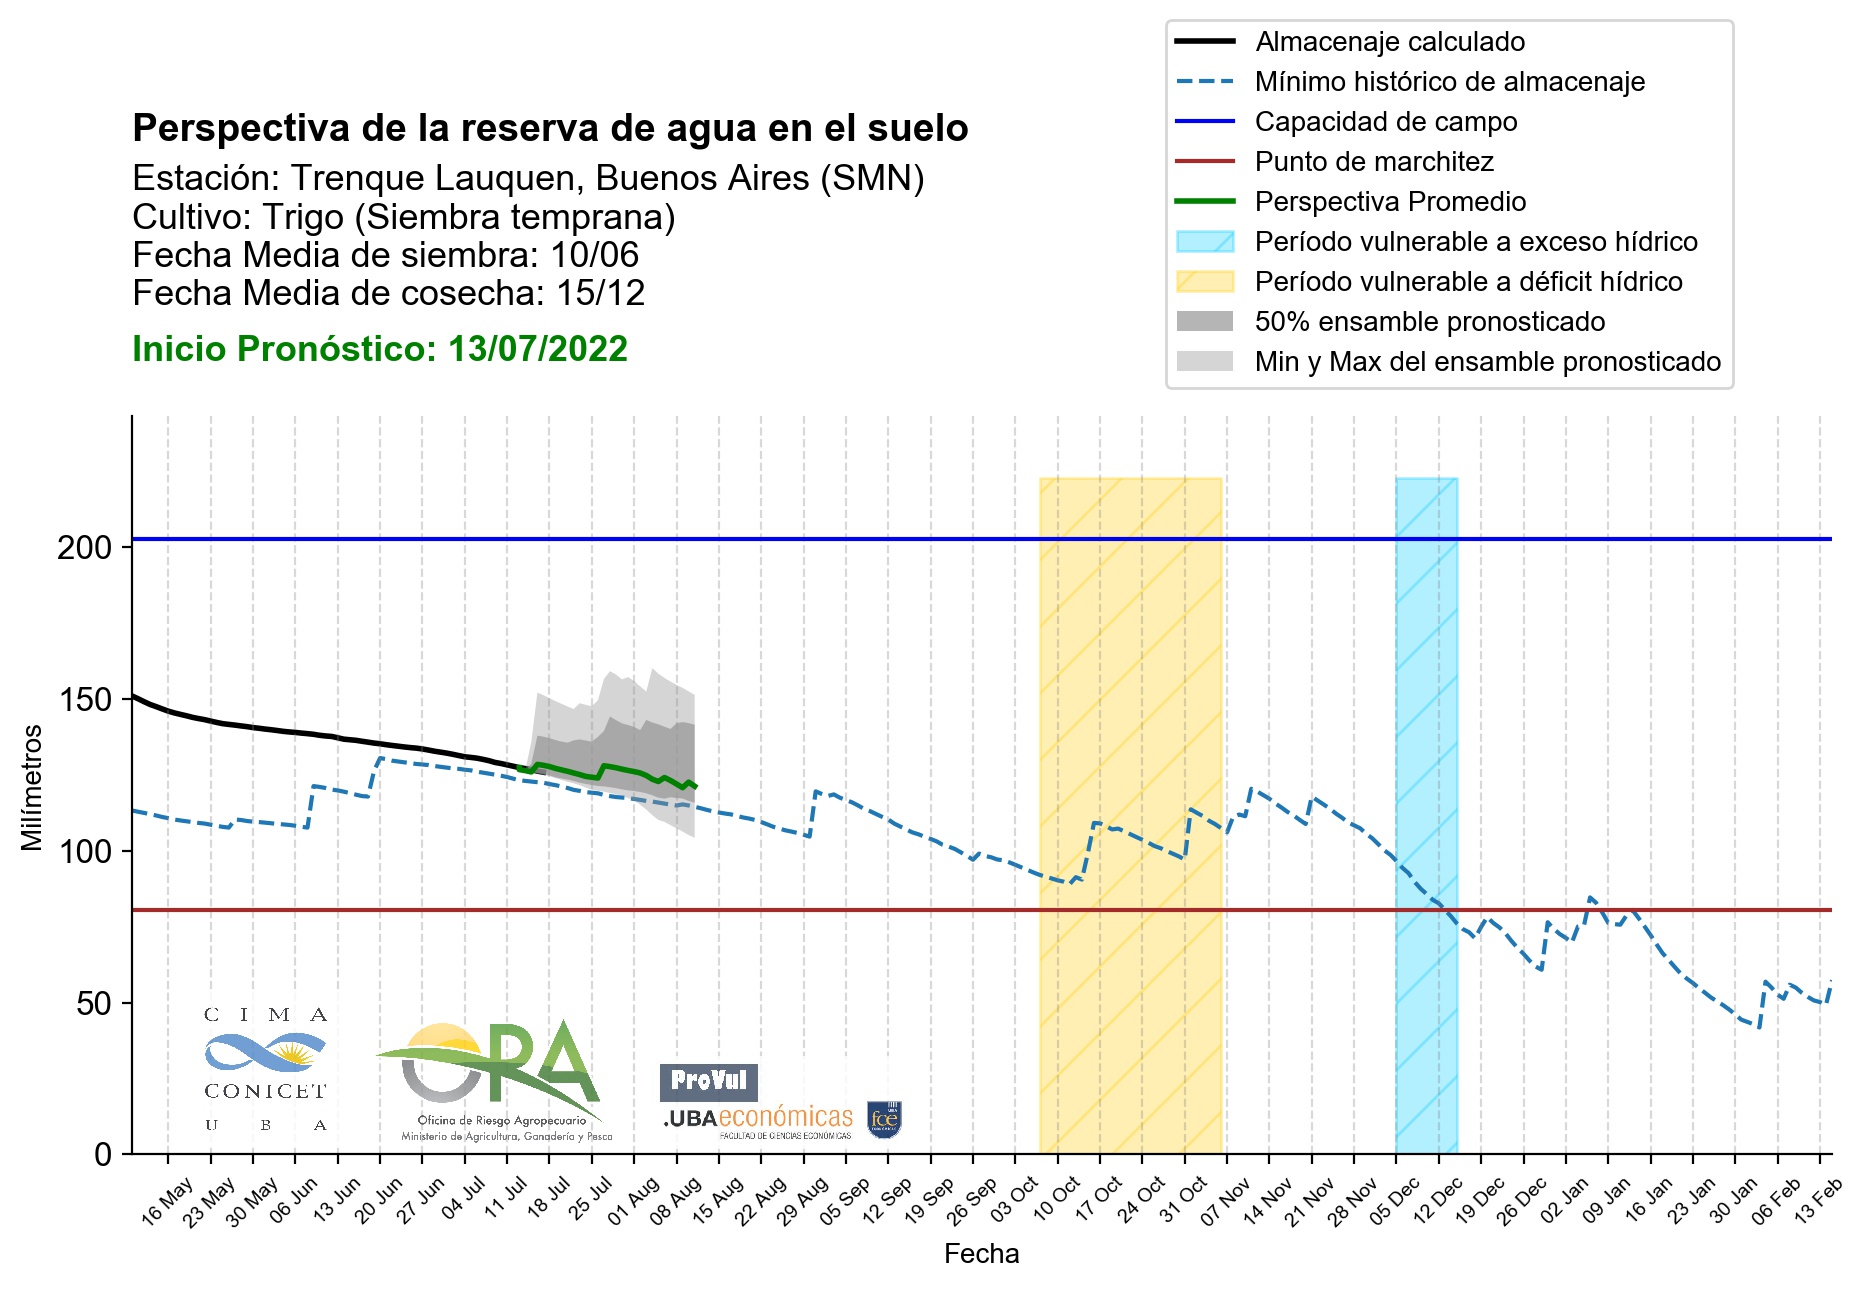 Almacenaje calculado
Mínimo histórico de almacenaje
Capacidad de campo
Punto de marchitez
Perspectiva Promedio
Período vulnerable a exceso hídrico
Período vulnerable a déficit hídrico
50% ensamble pronosticado
Min y Max del ensamble pronosticado
Perspectiva de la reserva de agua en el suelo
Estación: Trenque Lauquen, Buenos Aires (SMN)
Cultivo: Trigo (Siembra temprana)
Fecha Media de siembra: 10/06
Fecha Media de cosecha: 15/12
Inicio Pronóstico: 13/07/2022
Milímetros
200
150
100
50
0
CIMA
CONICET
UBA
ORA
Oficina de Riesgo Agropecuario
Ministerio de Agricultura, Ganadería y Pesca
ProVul
.UBAeconómicas
FACULTAD DE CIENCIAS ECONÓMICAS
UBA
fce
16 May
23 May
30 May
06 Jun
13 Jun
20 Jun
27 Jun
04 Jul
11 Jul
18 Jul
25 Jul
01 Aug
08 Aug
15 Aug
22 Aug
29 Aug
05 Sep
12 Sep
19 Sep
26 Sep
03 Oct
10 Oct
17 Oct
24 Oct
31 Oct
07 Nov
14 Nov
21 Nov
28 Nov
05 Dec
12 Dec
19 Dec
26 Dec
02 Jan
09 Jan
16 Jan
23 Jan
30 Jan
06 Feb
13 Feb
Fecha